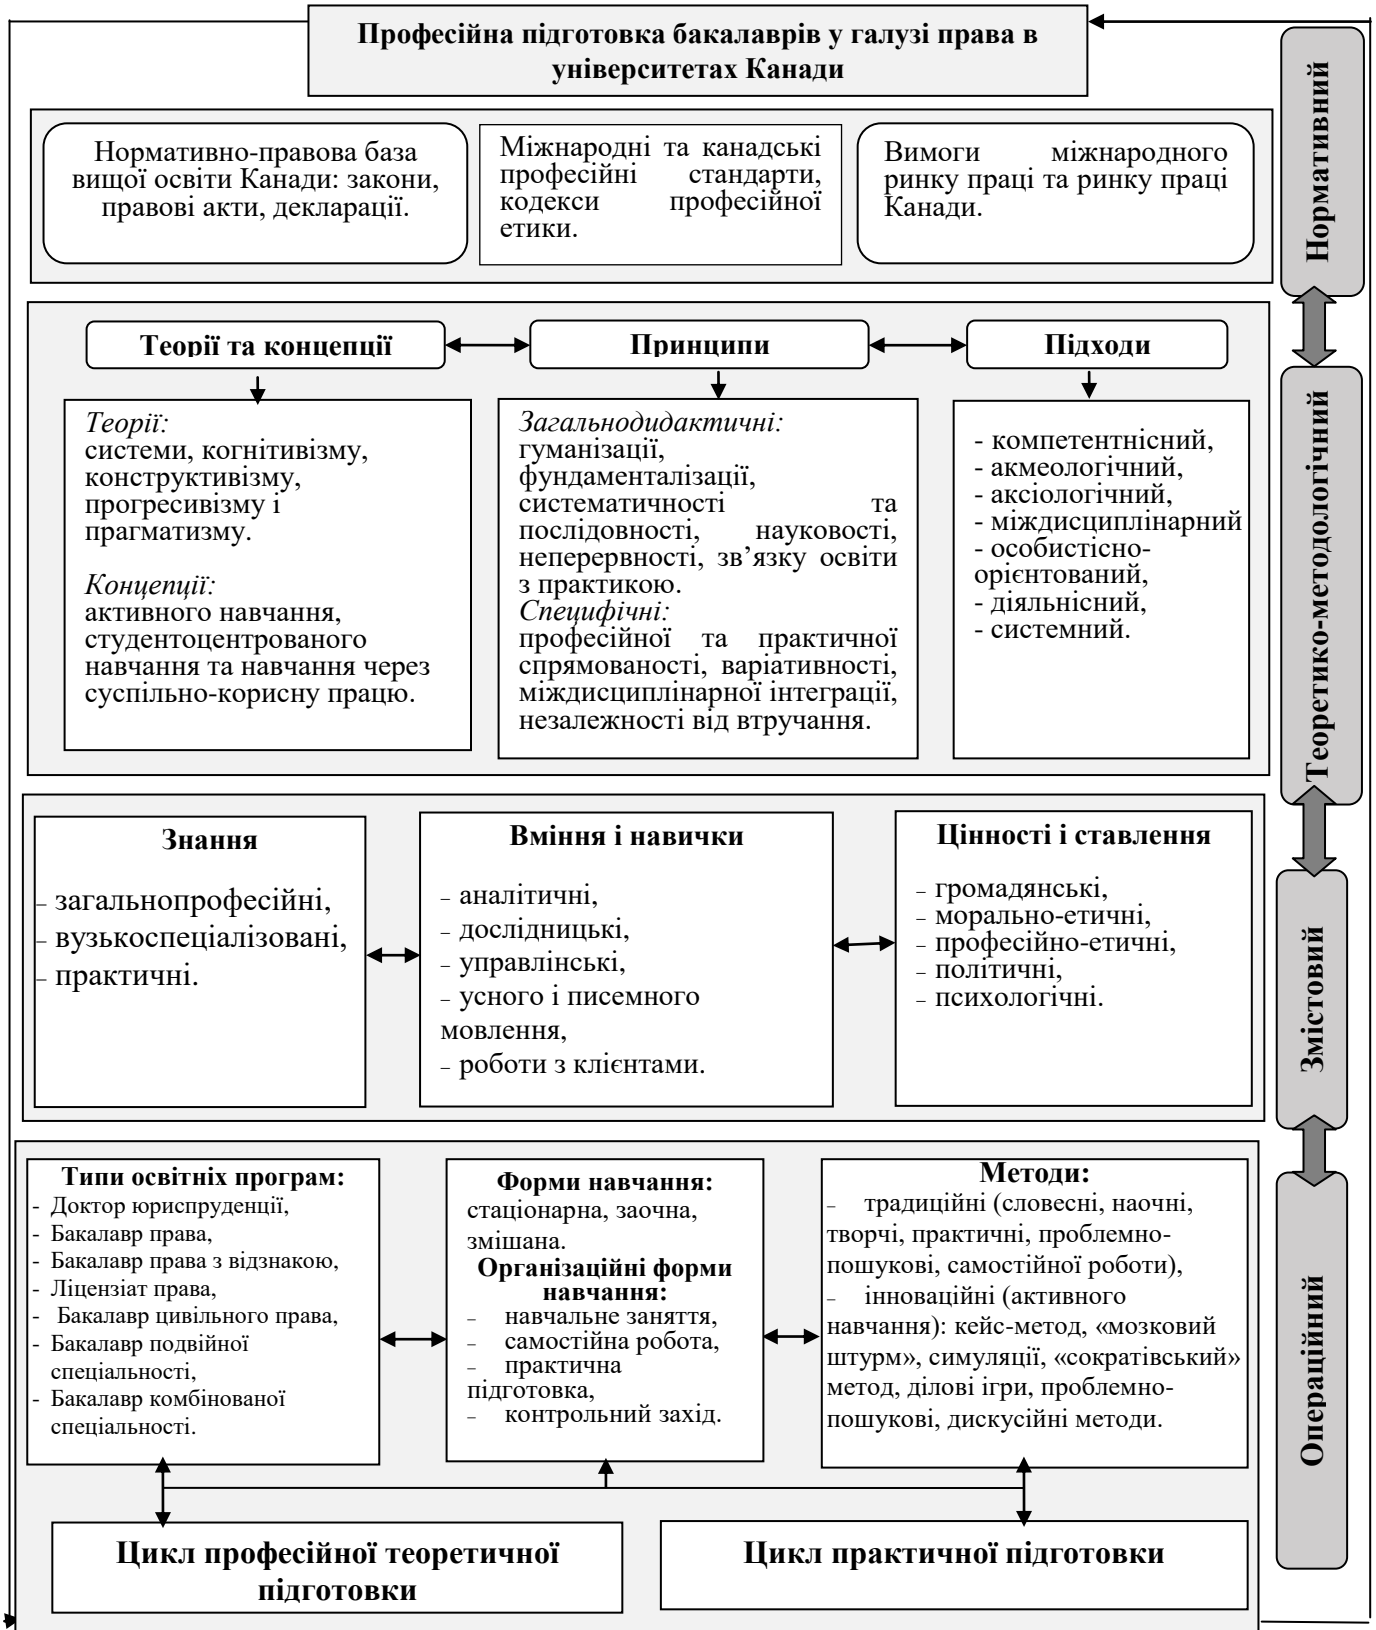 Професійна підготовка бакалаврів у галузі права в
університетах Канади
Нормативний
Нормативно-правова база
вищої освіти Канади: закони,
правові акти, декларації.
Міжнародні та канадські
професійні стандарти,
кодекси професійної
етики.
Вимоги міжнародного
ринку праці та ринку праці
Канади.
Теоретико-методологічний
Теорії та концепції
Принципи
Підходи
Теорії:
системи, когнітивізму,
конструктивізму,
прогресивізму і
прагматизму.
Концепції:
активного навчання,
студентоцентрованого
навчання та навчання через
суспільно-корисну працю.
Загальнодидактичні:
гуманізації,
фундаменталізації,
систематичності та
послідовності, науковості,
неперервності, зв’язку освіти
з практикою.
Специфічні:
професійної та практичної
спрямованості, варіативності,
міждисциплінарної інтеграції,
незалежності від втручання.
- компетентнісний,
- акмеологічний,
- аксіологічний,
- міждисциплінарний
- особистісно-
орієнтований,
- діяльнісний,
- системний.
Змістовий
Знання
– загальнопрофесійні,
– вузькоспеціалізовані,
– практичні.
Вміння і навички
– аналітичні,
– дослідницькі,
– управлінські,
– усного і писемного
мовлення,
– роботи з клієнтами.
Цінності і ставлення
– громадянські,
– морально-етичні,
– професійно-етичні,
– політичні,
– психологічні.
Операційний
Типи освітніх програм:
- Доктор юриспруденції,
- Бакалавр права,
- Бакалавр права з відзнакою,
- Ліцензіат права,
- Бакалавр цивільного права,
- Бакалавр подвійної
спеціальності,
- Бакалавр комбінованої
спеціальності.
Форми навчання:
стаціонарна, заочна,
змішана.
Організаційні форми
навчання:
– навчальне заняття,
– самостійна робота,
– практична
підготовка,
– контрольний захід.
Методи:
– традиційні (словесні, наочні,
творчі, практичні, проблемно-
пошукові, самостійної роботи),
– інноваційні (активного
навчання): кейс-метод, «мозковий
штурм», симуляції, «сократівський»
метод, ділові ігри, проблемно-
пошукові, дискусійні методи.
Цикл професійної теоретичної
підготовки
Цикл практичної підготовки